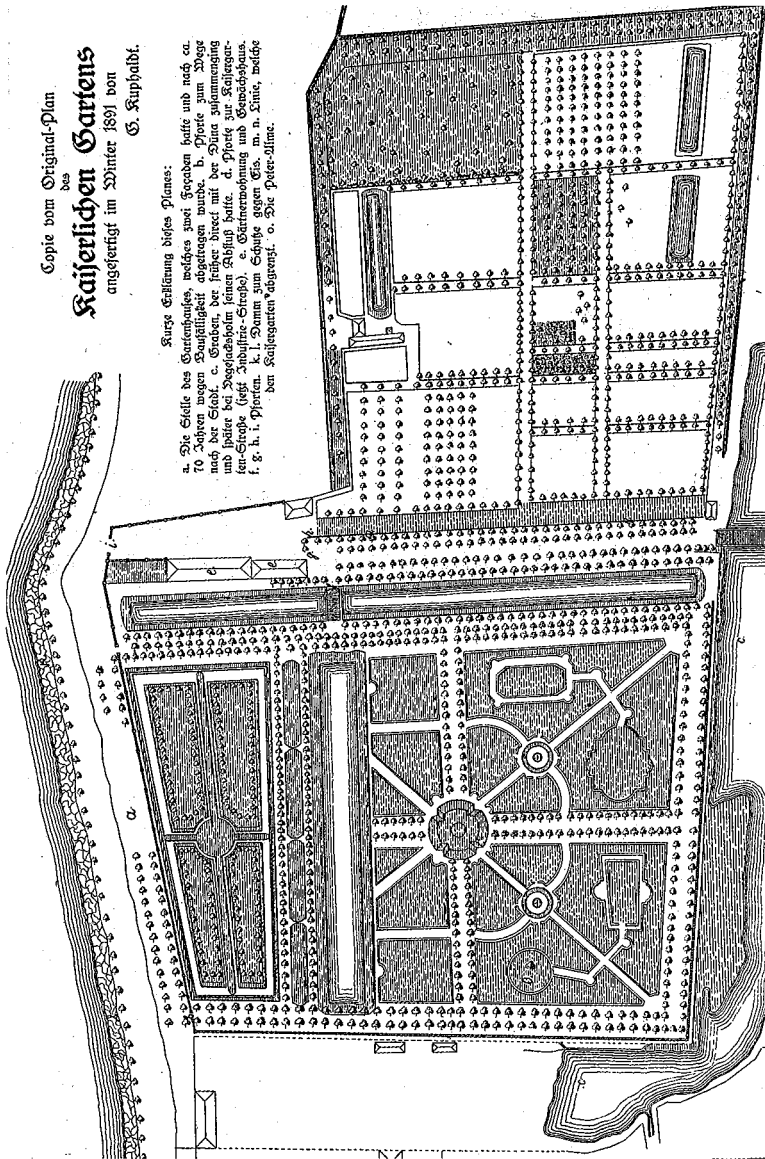 Copie vom Original-Plan
des
Kaiserlichen Gartens
angefertigt im Winter 1891 von
G. Kuphaldt.
Kurze Erklärung dieses Planes:
a. Die Stelle des Gartenhauses, welches zwei Façaden hatte und nach ca.
70 Jahren wegen Baufälligkeit abgetragen wurde. b. Pforte zum Wege
nach der Stadt. c. Graben, der früher direct mit der Düna zusammenging
und später bei Vegesacksholm seinen Abfluß hatte. d. Pforte zur Kaisergar-
ten-Straße (jetzt Industrie-Straße). e. Gärtnerwohnung und Gewächshaus.
f. g. h. i. Pforten. k. l. Damm zum Schutze gegen Eis. m. n. Linie, welche
den Kaisergarten abgrenzt. o. Die Peter-Ulme.
i
e
e
a
c